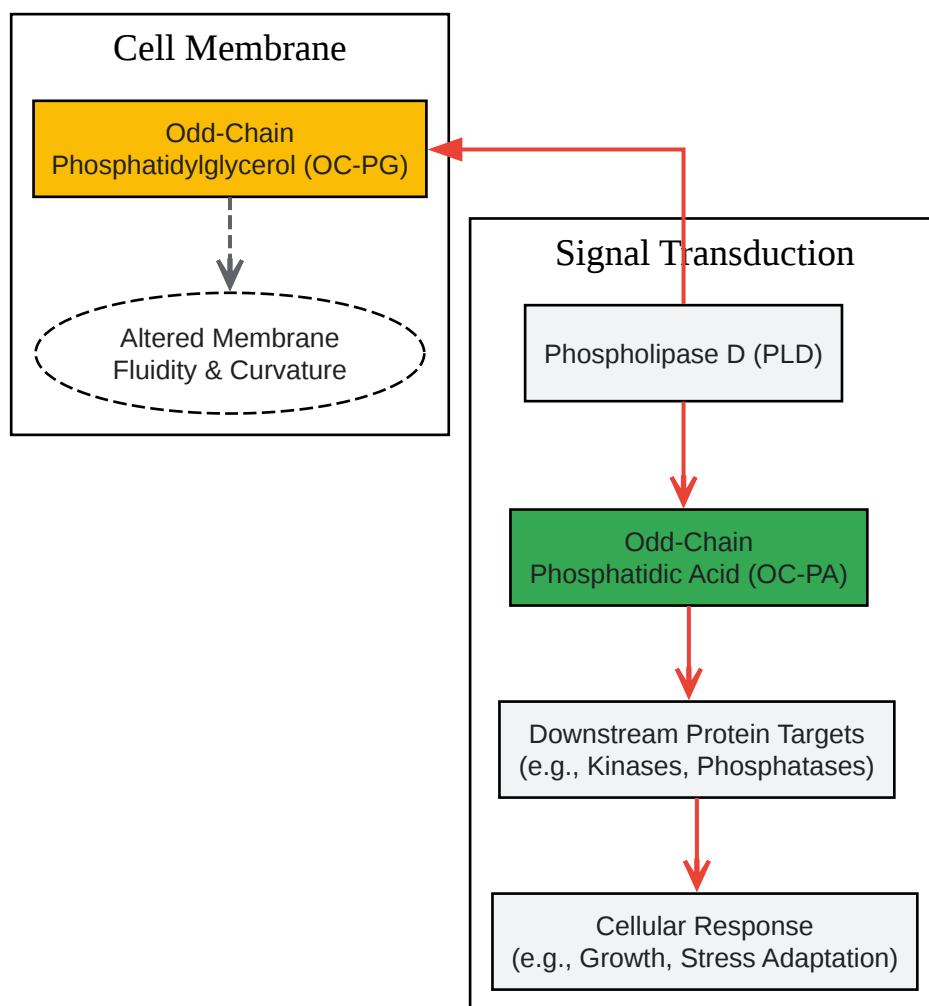 Cell Membrane
Odd-Chain
Phosphatidylglycerol (OC-PG)
Altered Membrane
Fluidity & Curvature
Signal Transduction
Phospholipase D (PLD)
Odd-Chain
Phosphatidic Acid (OC-PA)
Downstream Protein Targets
(e.g., Kinases, Phosphatases)
Cellular Response
(e.g., Growth, Stress Adaptation)